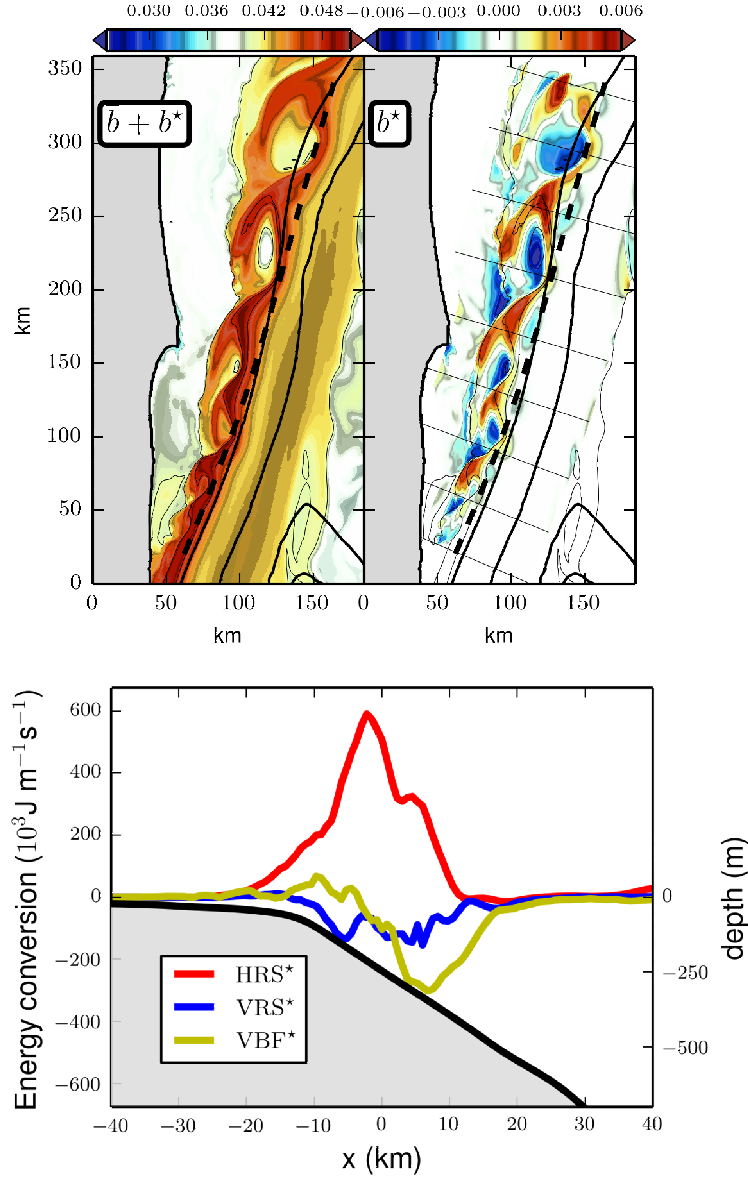 0.030 0.036 0.042 0.048 −0.006 −0.003 0.000 0.003 0.006
350
300
250
200
150
100
50
0
km
b̄ + b⋆
b⋆
0 50 100 150 0 50 100 150
km km
Energy conversion (10³J m⁻¹s⁻¹)
600
400
200
0
−200
−400
−600
HRS⋆
VRS⋆
VBF⋆
0
−250
−500
depth (m)
−40 −30 −20 −10 0 10 20 30 40
x (km)